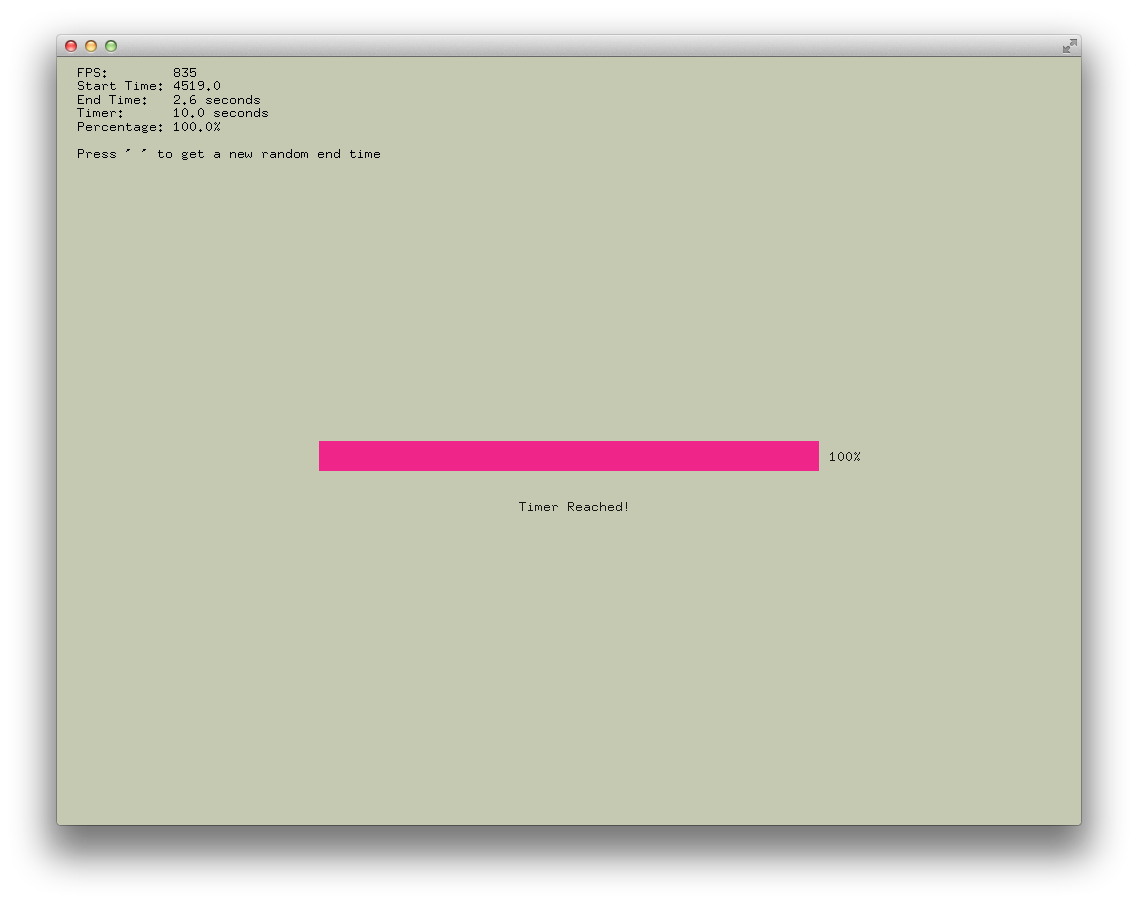 FPS:        835
Start Time: 4519.0
End Time:   2.6 seconds
Timer:      10.0 seconds
Percentage: 100.0%
Press ' ' to get a new random end time
100%
Timer Reached!